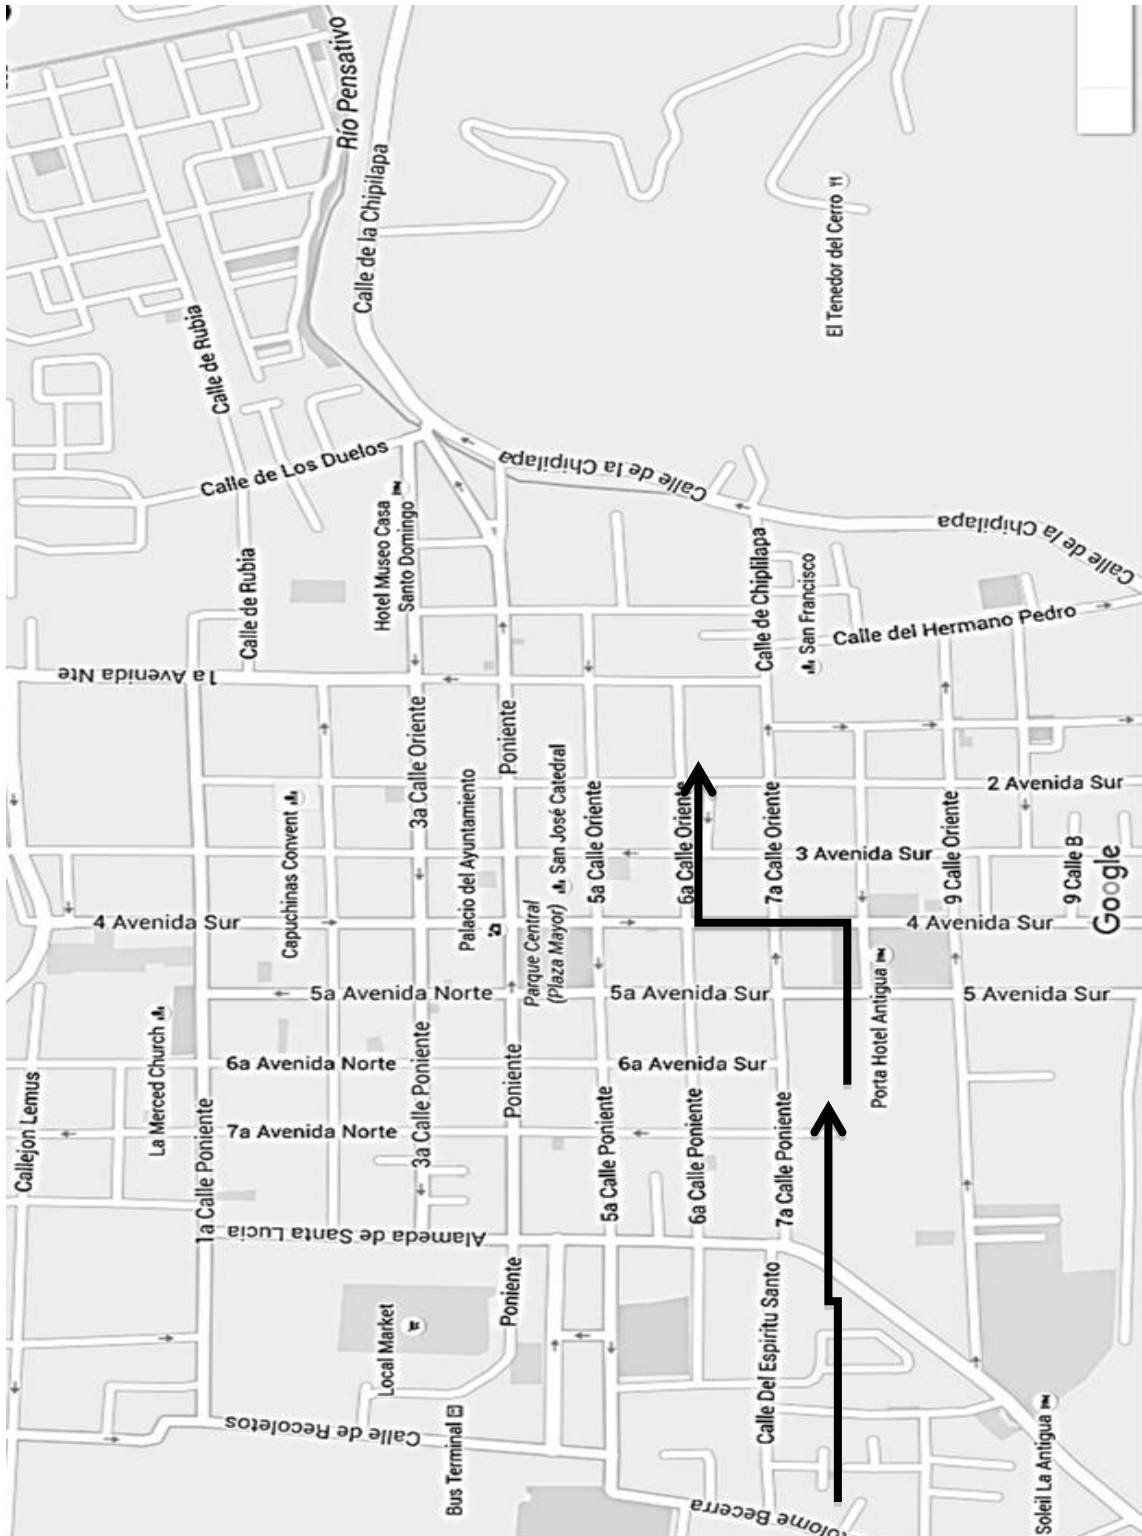 Río Pensativo
Calle de la Chipilapa
El Tenedor del Cerro
Calle de Rubia
Calle de Los Duelos
Calle de la Chipilapa
Hotel Museo Casa
Santo Domingo
Calle de la Chipilapa
Calle de Rubia
Calle de Chiplilapa
San Francisco
Calle de la Chipilapa
Calle del Hermano Pedro
1a Avenida Nte
3a Calle Oriente
Poniente
San José Catedral
Palacio del Ayuntamiento
Capuchinas Convent
5a Calle Oriente
6a Calle Oriente
7a Calle Oriente
2 Avenida Sur
9 Calle Oriente
3 Avenida Sur
9 Calle B
Google
4 Avenida Sur
4 Avenida Sur
Parque Central
(Plaza Mayor)
5a Avenida Norte
5a Avenida Sur
5 Avenida Sur
Porta Hotel Antigua
La Merced Church
6a Avenida Norte
6a Avenida Sur
3a Calle Poniente
Poniente
Callejon Lemus
7a Avenida Norte
1a Calle Poniente
5a Calle Poniente
6a Calle Poniente
7a Calle Poniente
Alameda de Santa Lucia
Poniente
Calle Del Espiritu Santo
Local Market
Calle de Recoletos
Bus Terminal
Becerra
Soleil La Antigua